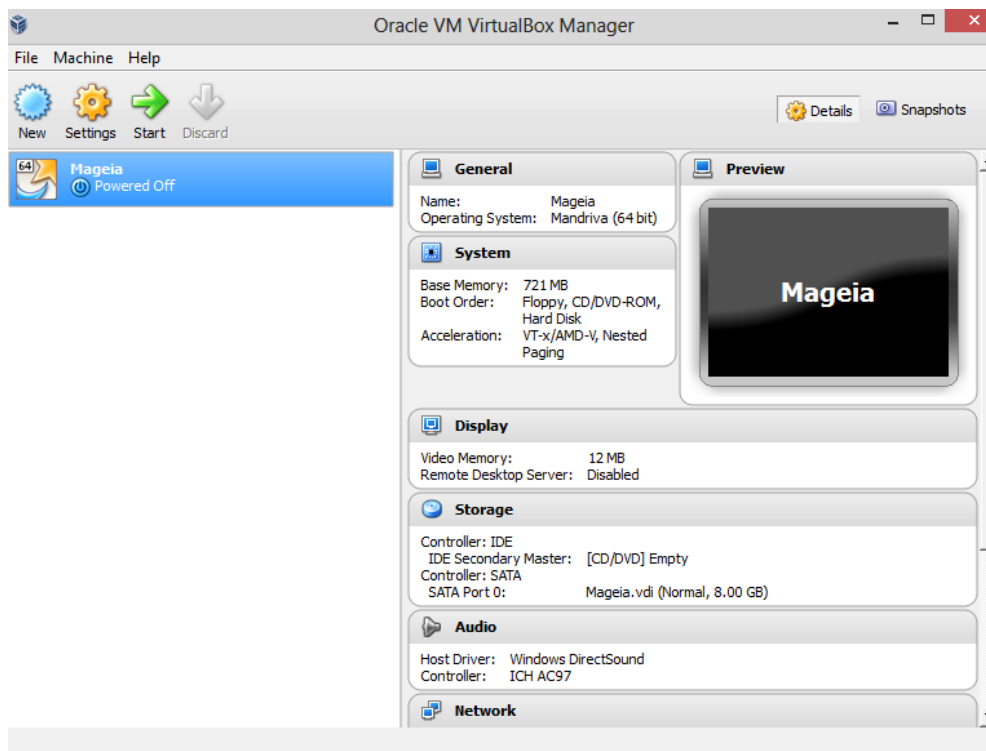 Oracle VM VirtualBox Manager
File Machine Help
New Settings Start Discard
Details Snapshots
64 Mageia
Powered Off
General
Name: Mageia
Operating System: Mandriva (64 bit)
System
Base Memory: 721 MB
Boot Order: Floppy, CD/DVD-ROM,
Hard Disk
Acceleration: VT-x/AMD-V, Nested
Paging
Preview
Mageia
Display
Video Memory: 12 MB
Remote Desktop Server: Disabled
Storage
Controller: IDE
IDE Secondary Master: [CD/DVD] Empty
Controller: SATA
SATA Port 0: Mageia.vdi (Normal, 8.00 GB)
Audio
Host Driver: Windows DirectSound
Controller: ICH AC97
Network